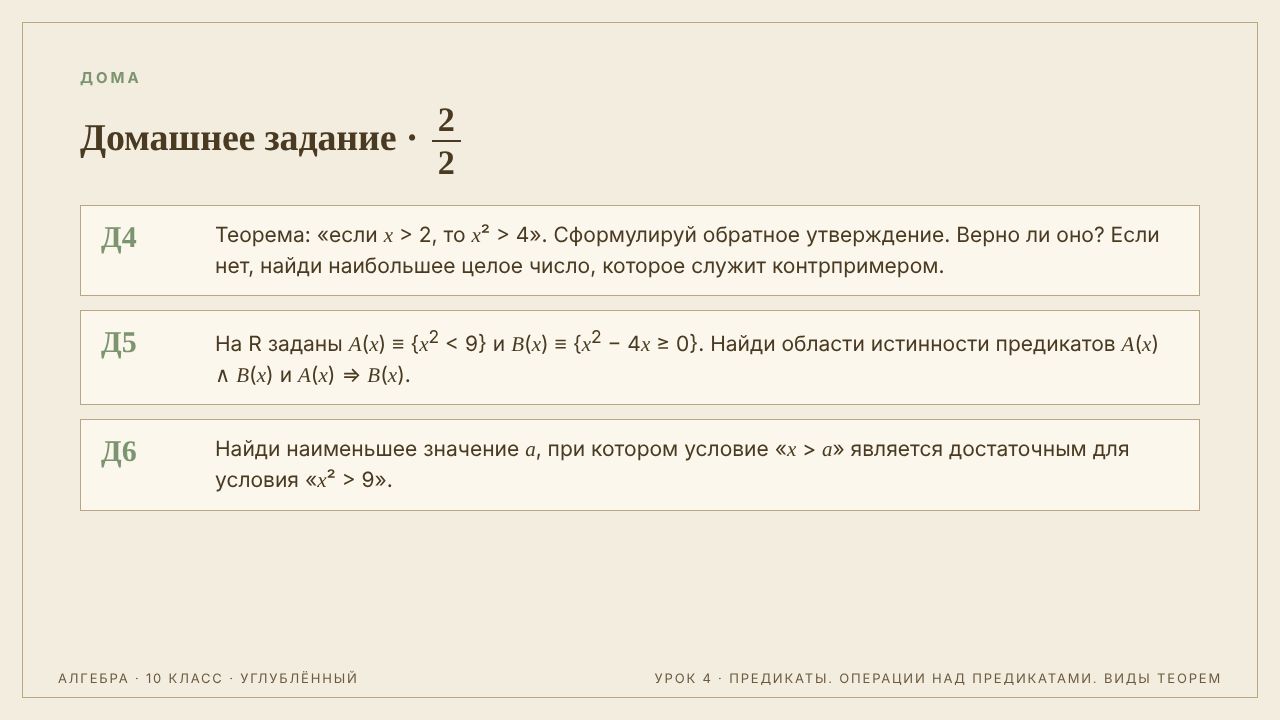 ДОМА
Домашнее задание · 2/2
Д4
Теорема: «если x > 2, то x² > 4». Сформулируй обратное утверждение. Верно ли оно? Если
нет, найди наибольшее целое число, которое служит контрпримером.
Д5
На R заданы A(x) ≡ {x² < 9} и B(x) ≡ {x² − 4x ≥ 0}. Найди области истинности предикатов A(x)
∧ B(x) и A(x) ⇒ B(x).
Д6
Найди наименьшее значение a, при котором условие «x > a» является достаточным для
условия «x² > 9».
АЛГЕБРА · 10 КЛАСС · УГЛУБЛЁННЫЙ
УРОК 4 · ПРЕДИКАТЫ. ОПЕРАЦИИ НАД ПРЕДИКАТАМИ. ВИДЫ ТЕОРЕМ